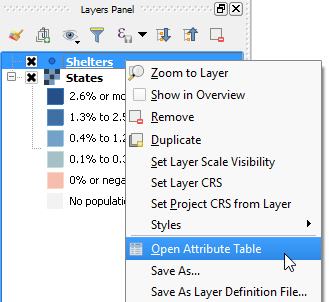 Layers Panel
Shelters
States
2.6% or mo
1.3% to 2.5
0.4% to 1.2
0.1% to 0.3
0% or nega
No populatio
Zoom to Layer
Show in Overview
Remove
Duplicate
Set Layer Scale Visibility
Set Layer CRS
Set Project CRS from Layer
Styles
Open Attribute Table
Save As...
Save As Layer Definition File...